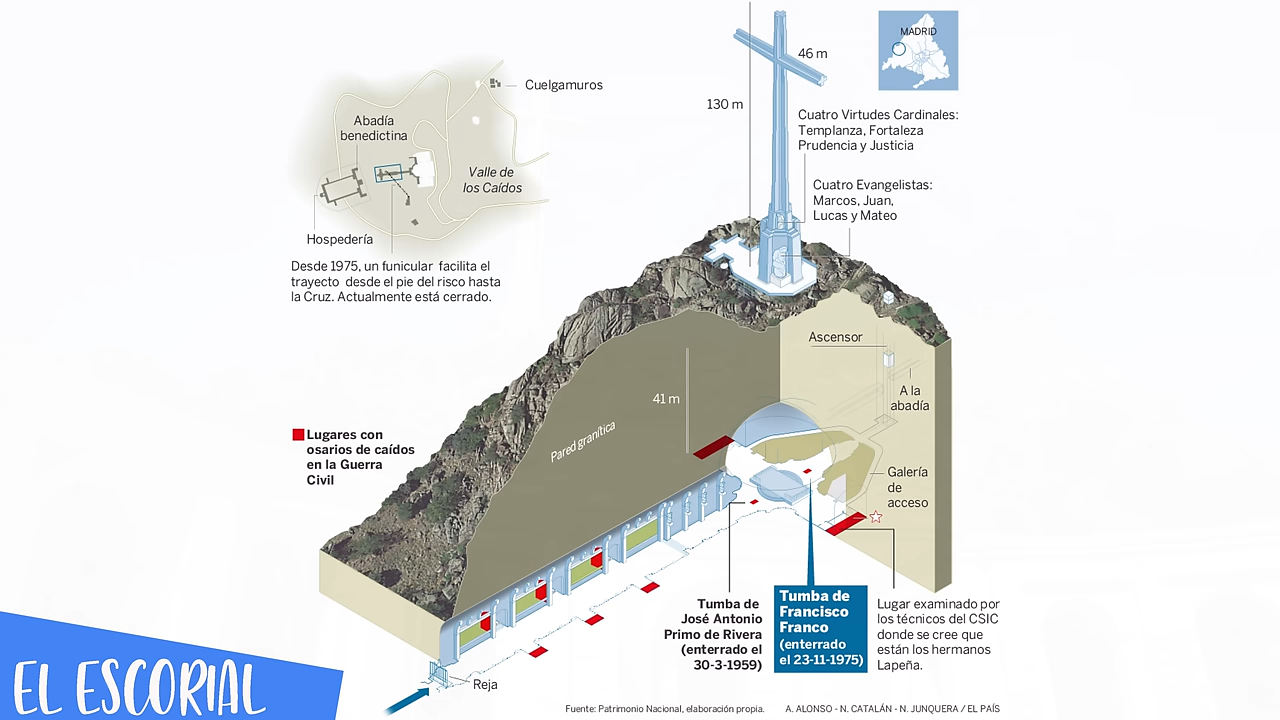 46 m
MADRID
130 m
Cuelgamuros
Abadía
benedictina
Valle de
los Caídos
Hospedería
Desde 1975, un funicular facilita el
trayecto desde el pie del risco hasta
la Cruz. Actualmente está cerrado.
Cuatro Virtudes Cardinales:
Templanza, Fortaleza
Prudencia y Justicia
Cuatro Evangelistas:
Marcos, Juan,
Lucas y Mateo
Ascensor
A la
abadía
41 m
Pared granítica
Lugares con
osarios de caídos
en la Guerra
Civil
Galería
de
acceso
Tumba de
José Antonio
Primo de Rivera
(enterrado el
30-3-1959)
Tumba de
Francisco
Franco
(enterrado
el 23-11-1975)
Lugar examinado por
los técnicos del CSIC
donde se cree que
están los hermanos
Lapeña.
Reja
EL ESCORIAL
Fuente: Patrimonio Nacional, elaboración propia.
A. ALONSO - N. CATALÁN - N. JUNQUERA / EL PAÍS